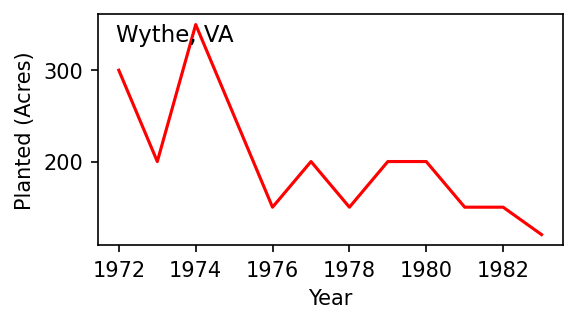 Wythe, VA
Planted (Acres)
300
200
1972 1974 1976 1978 1980 1982
Year